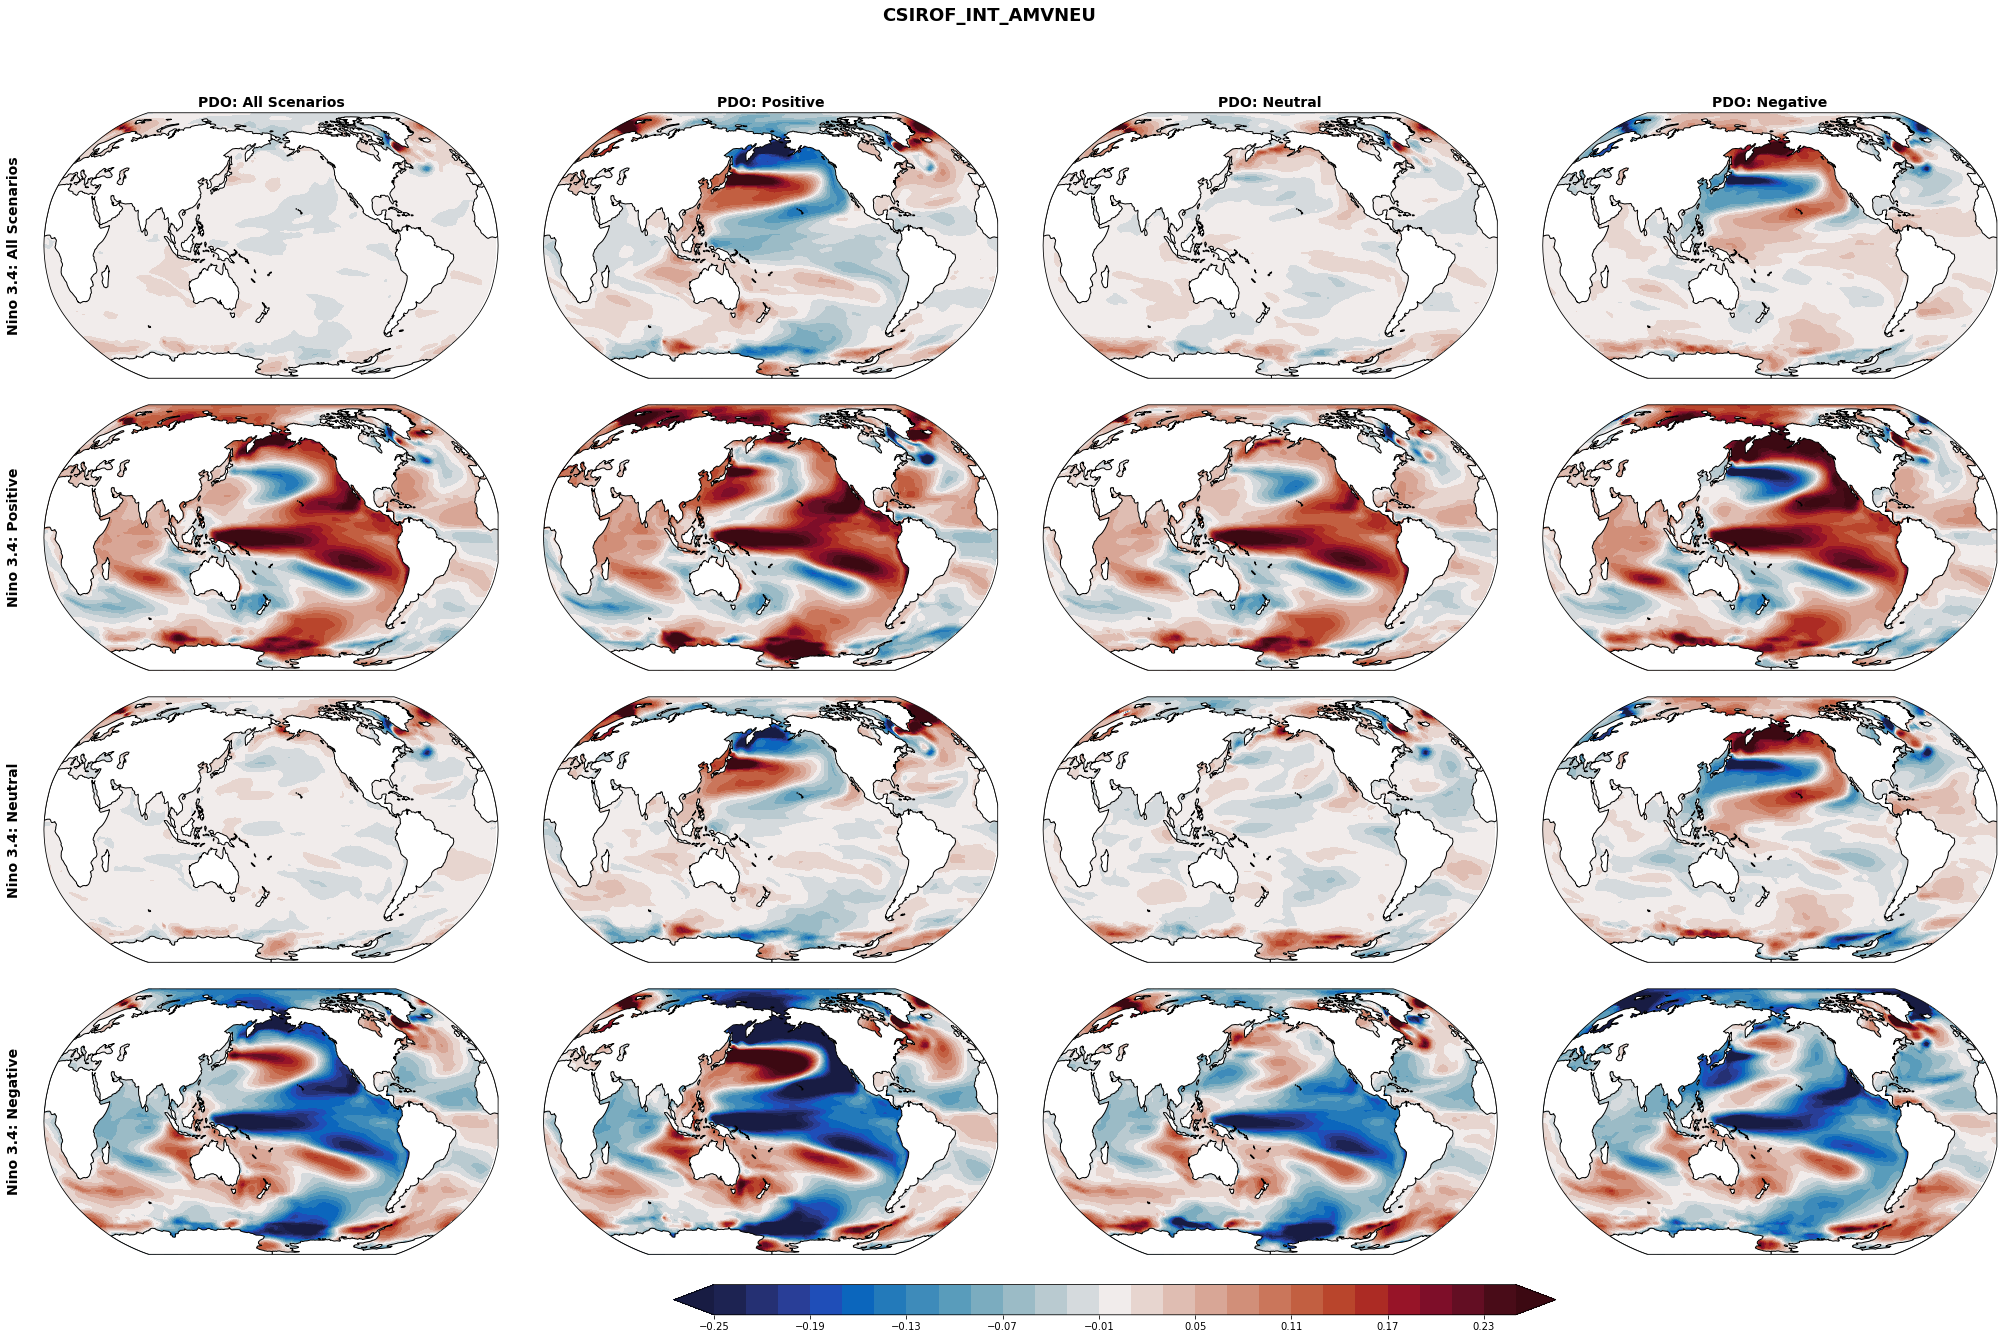 CSIROF_INT_AMVNEU
PDO: All Scenarios
PDO: Positive
PDO: Neutral
PDO: Negative
Nino 3.4: All Scenarios
Nino 3.4: Positive
Nino 3.4: Neutral
Nino 3.4: Negative
−0.25 −0.19 −0.13 −0.07 −0.01 0.05 0.11 0.17 0.23